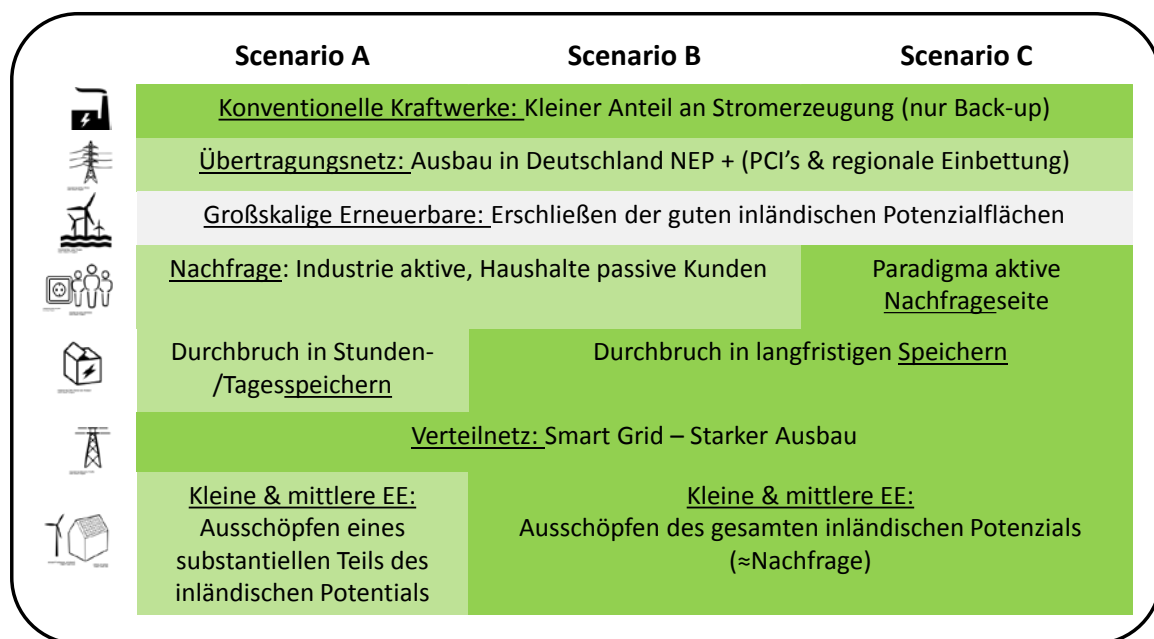 Scenario A Scenario B Scenario C
Konventionelle Kraftwerke: Kleiner Anteil an Stromerzeugung (nur Back-up)
Übertragungsnetz: Ausbau in Deutschland NEP + (PCI's & regionale Einbettung)
Großskalige Erneuerbare: Erschließen der guten inländischen Potenzialflächen
Nachfrage: Industrie aktive, Haushalte passive Kunden
Paradigma aktive
Nachfrageseite
Durchbruch in Stunden-
/Tagesspeichern
Durchbruch in langfristigen Speichern
Verteilnetz: Smart Grid – Starker Ausbau
Kleine & mittlere EE:
Ausschöpfen eines
substantiellen Teils des
inländischen Potentials
Kleine & mittlere EE:
Ausschöpfen des gesamten inländischen Potenzials
(≈Nachfrage)